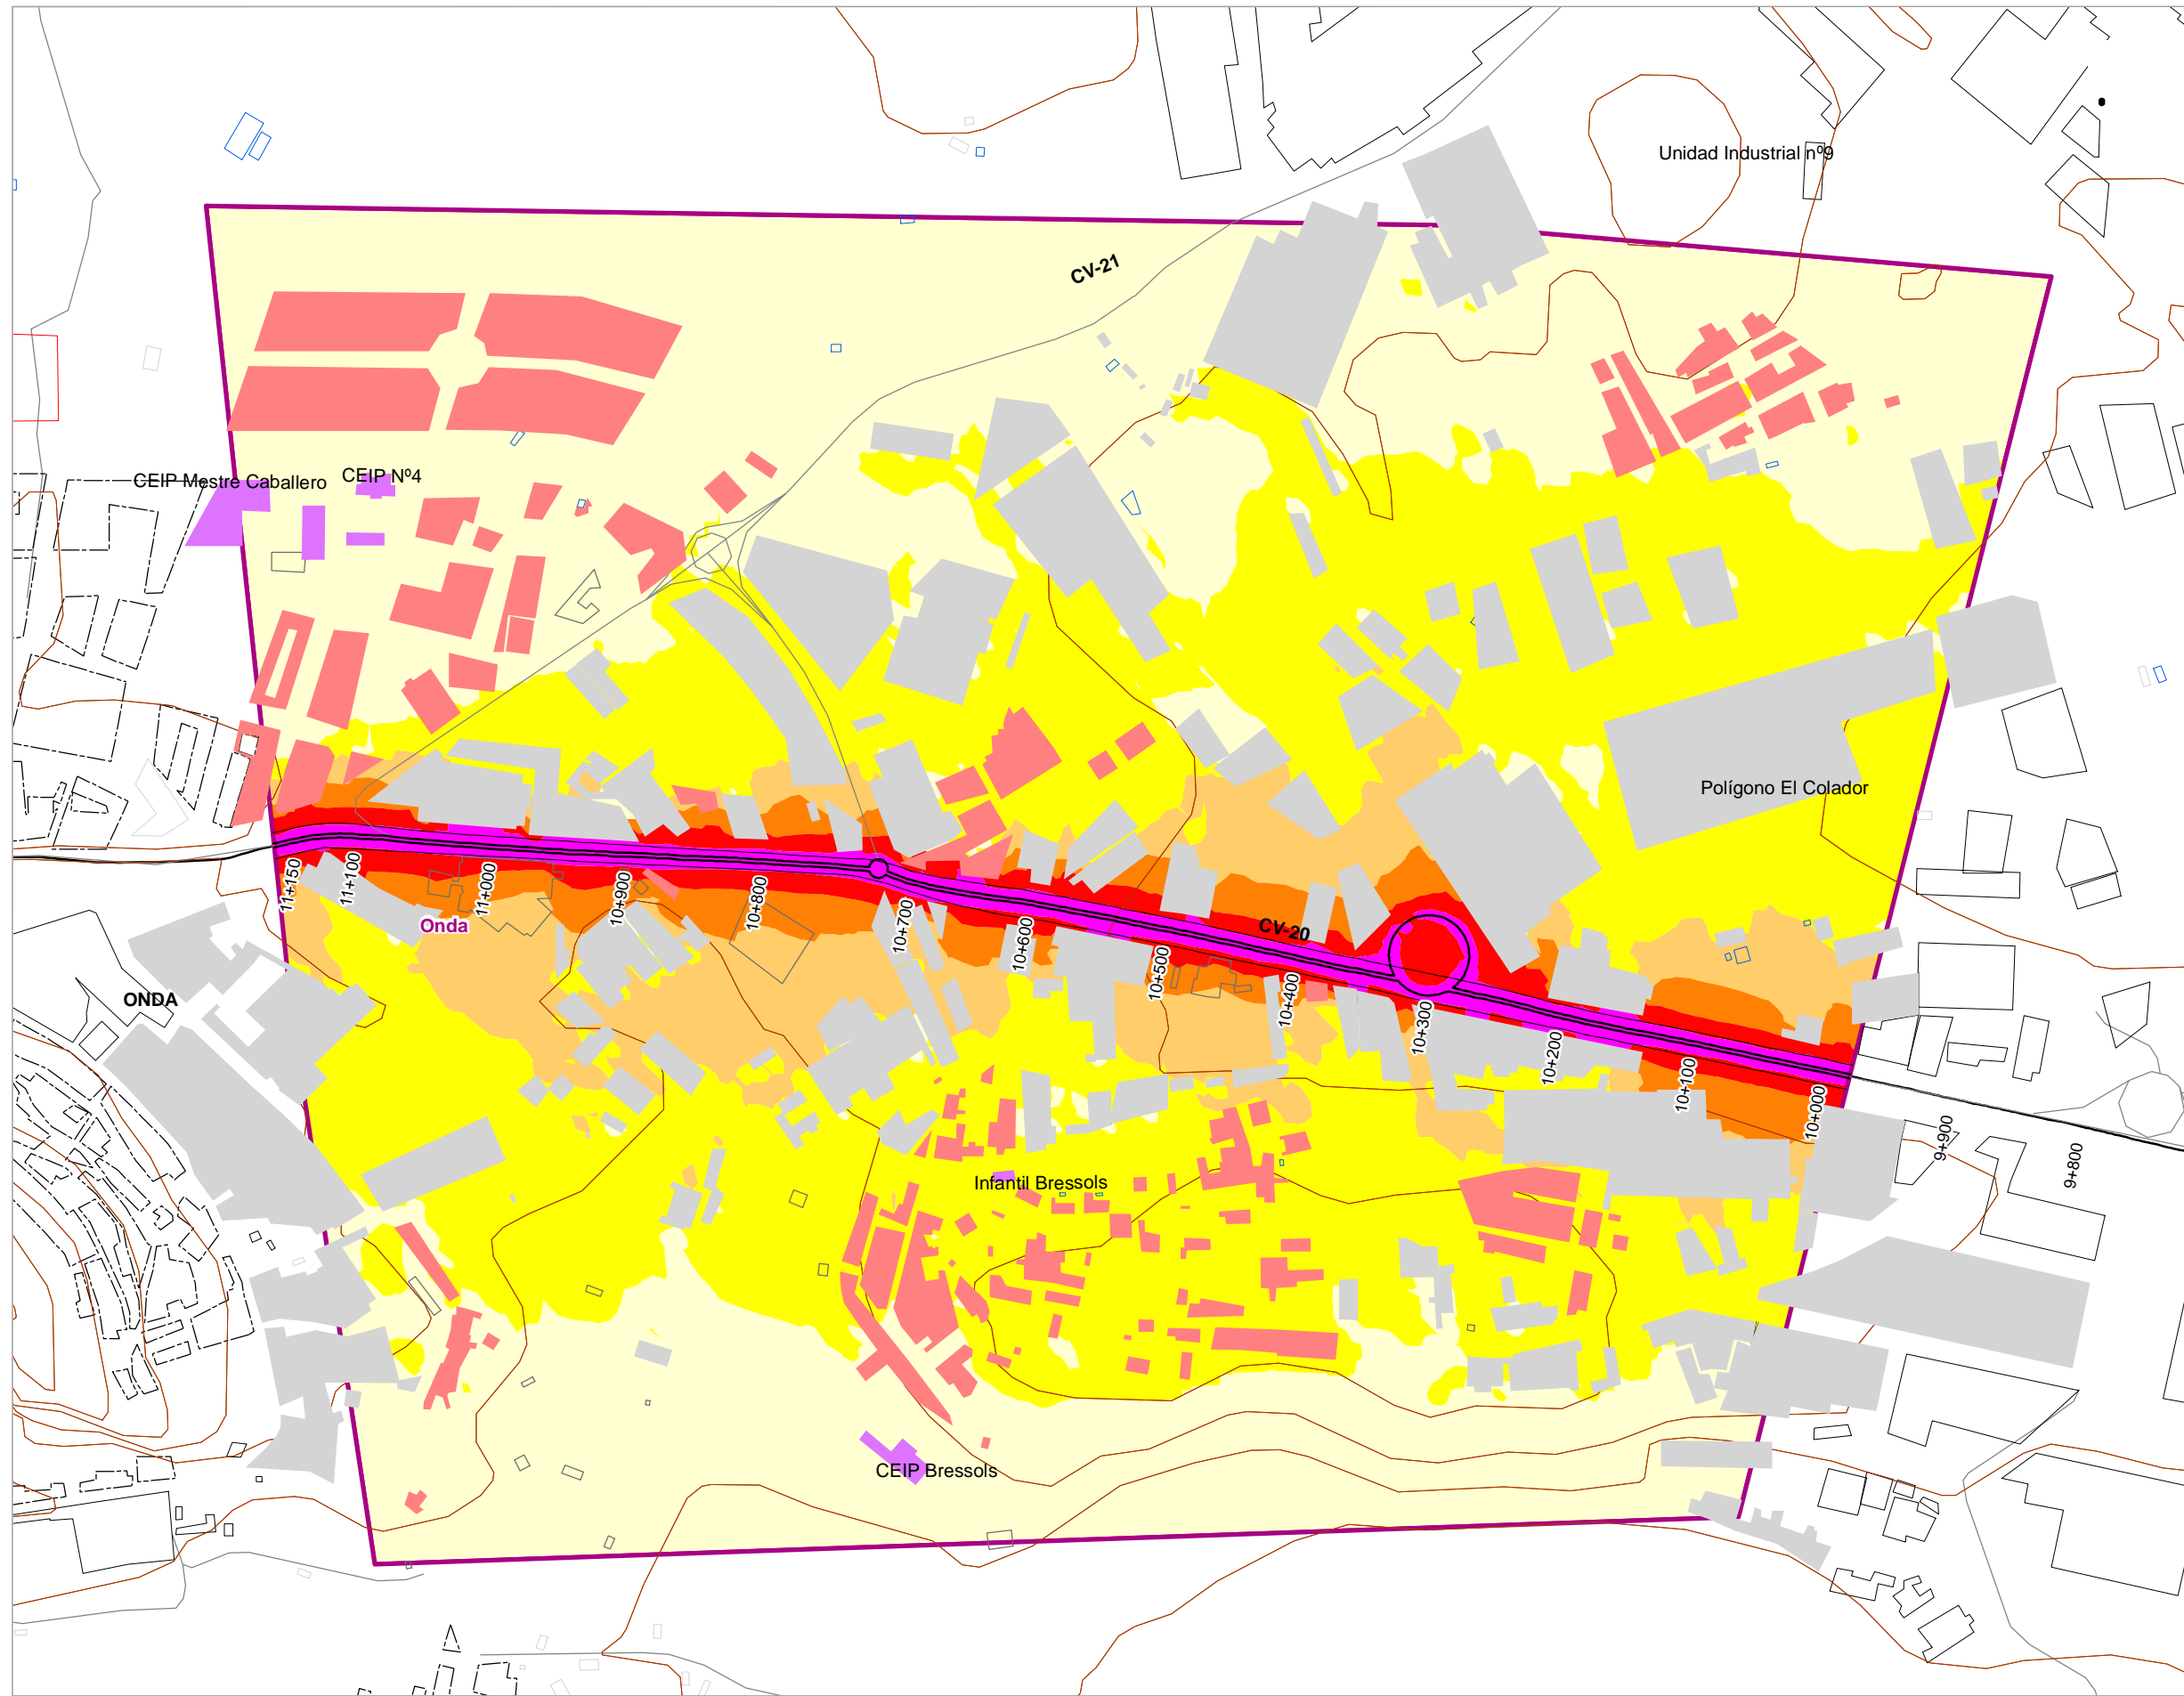 Unidad Industrial nº9
CV-21
CEIP Mestre Caballero
CEIP Nº4
Polígono El Colador
11+150
11+100
11+000
10+900
10+800
10+700
10+600
10+500
10+400
10+300
10+200
10+100
10+000
9+900
9+800
Onda
CV-20
ONDA
Infantil Bressols
CEIP Bressols